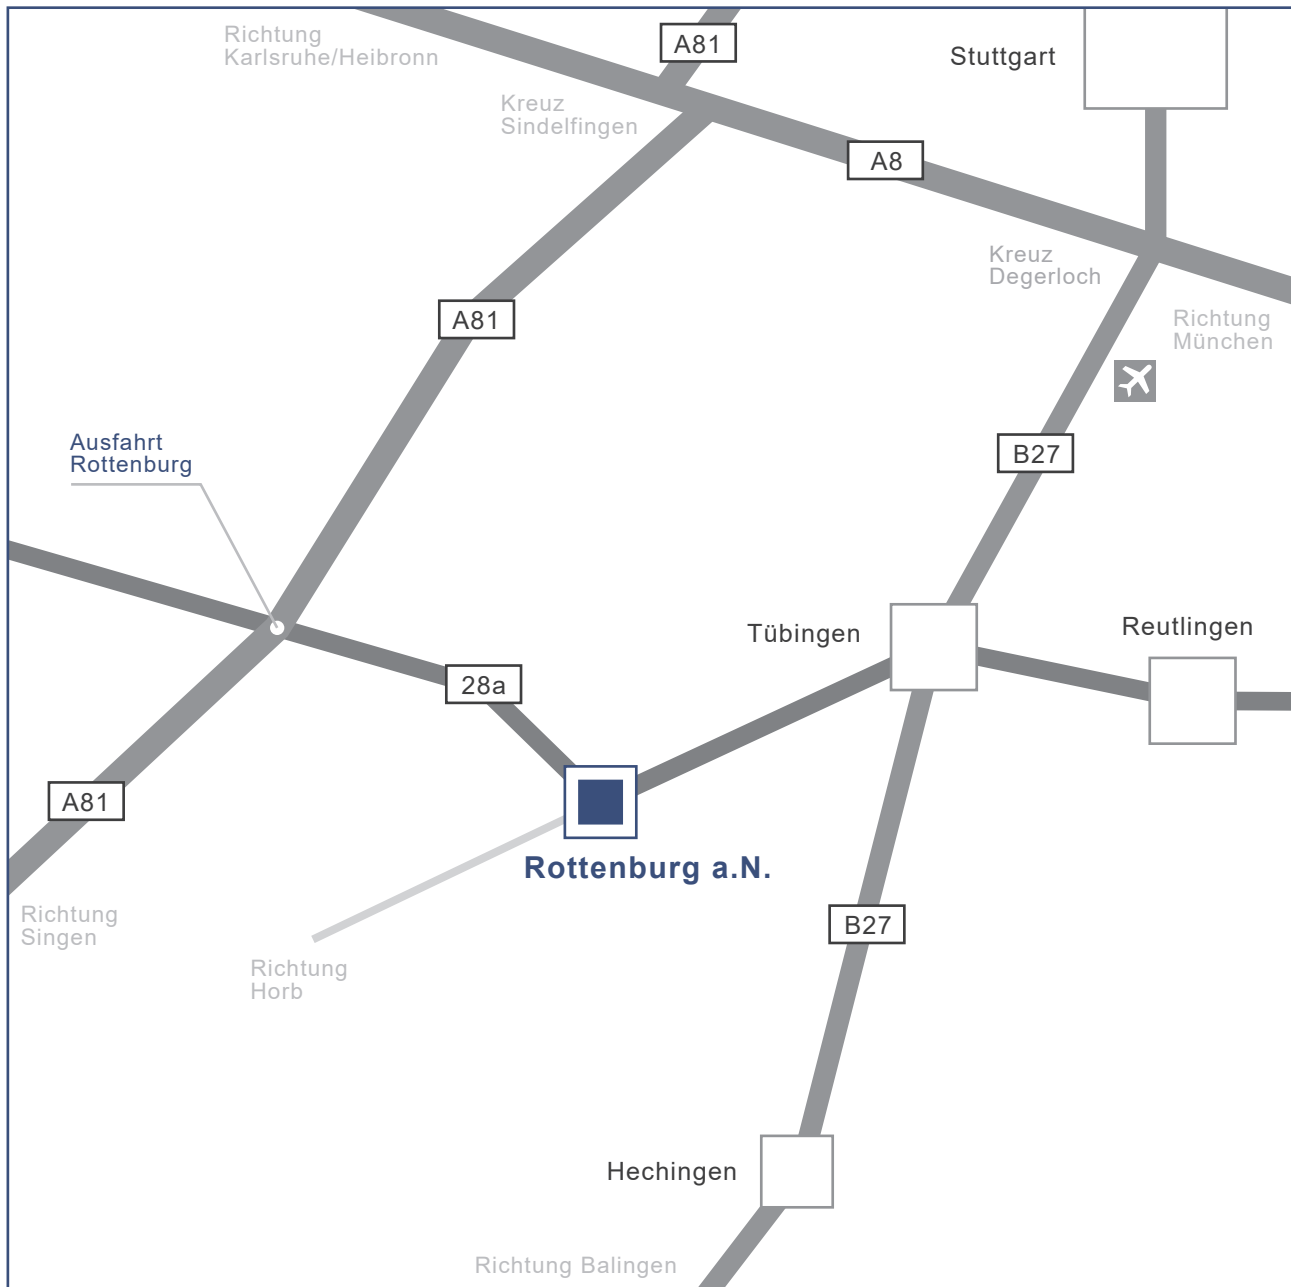 Richtung
Karlsruhe/Heibronn
A81
Stuttgart
Kreuz
Sindelfingen
A8
Kreuz
Degerloch
Richtung
München
A81
Ausfahrt
Rottenburg
B27
Tübingen
Reutlingen
28a
A81
Rottenburg a.N.
Richtung
Singen
B27
Richtung
Horb
Hechingen
Richtung Balingen